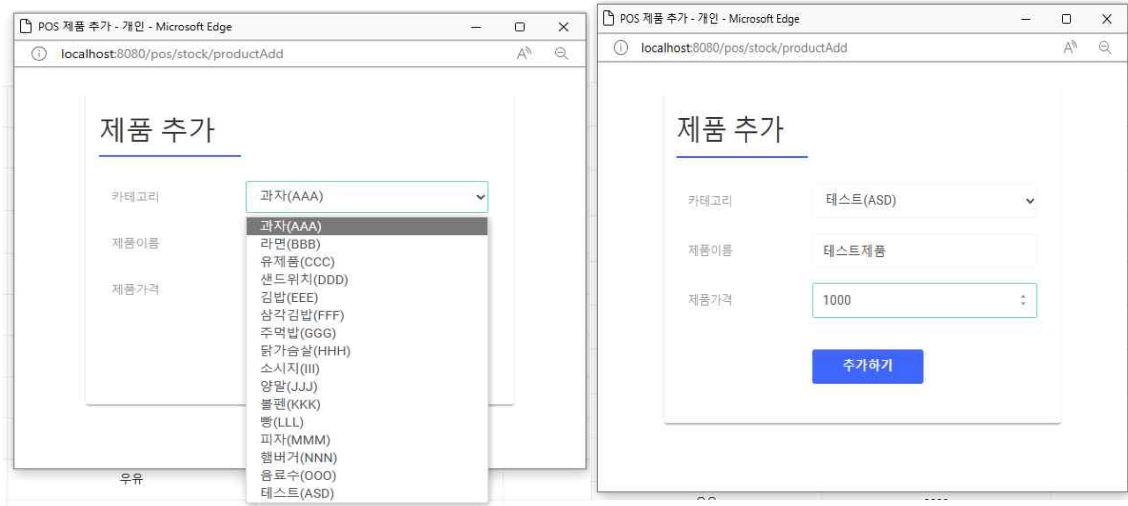 POS 제품 추가 - 개인 - Microsoft Edge
localhost:8080/pos/stock/productAdd
제품 추가
카테고리
과자(AAA)
제품이름
제품가격
과자(AAA)
라면(BBB)
유제품(CCC)
샌드위치(DDD)
김밥(EEE)
삼각김밥(FFF)
주먹밥(GGG)
닭가슴살(HHH)
소시지(III)
양말(JJJ)
볼펜(KKK)
빵(LLL)
피자(MMM)
햄버거(NNN)
음료수(OOO)
테스트(ASD)
우유
POS 제품 추가 - 개인 - Microsoft Edge
localhost:8080/pos/stock/productAdd
제품 추가
카테고리
테스트(ASD)
제품이름
테스트제품
제품가격
1000
추가하기